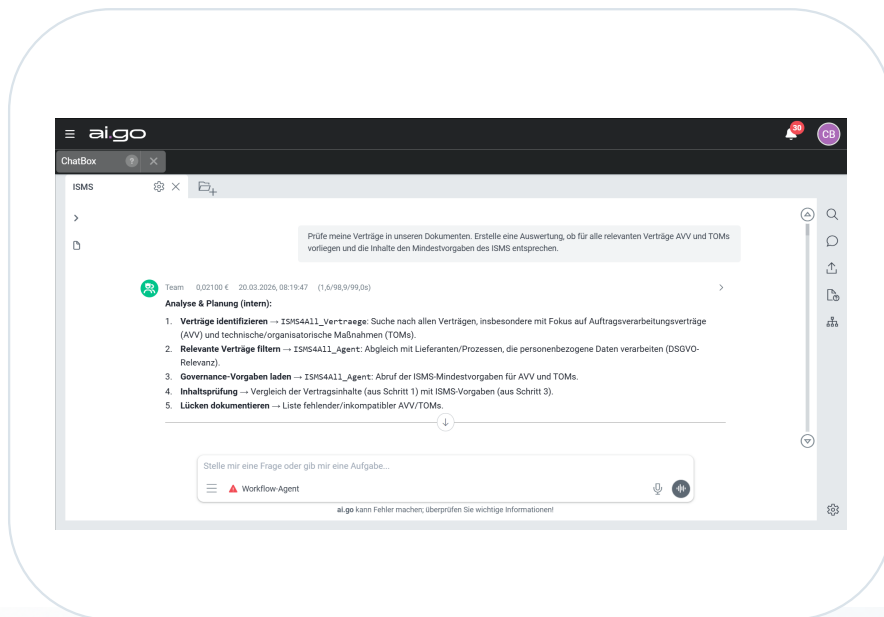 ai.go
30
CB
ChatBox ?
ISMS
Prüfe meine Verträge in unseren Dokumenten. Erstelle eine Auswertung, ob für alle relevanten Verträge AVV und TOMs
vorliegen und die Inhalte den Mindestvorgaben des ISMS entsprechen.
Team 0,02100 € 20.03.2026, 08:19:47 (1,6/98,9/99,0s)
Analyse & Planung (intern):
1. Verträge identifizieren → ISMS4All_Vertraege: Suche nach allen Verträgen, insbesondere mit Fokus auf Auftragsverarbeitungsverträge
(AVV) und technische/organisatorische Maßnahmen (TOMs).
2. Relevante Verträge filtern → ISMS4All_Agent: Abgleich mit Lieferanten/Prozessen, die personenbezogene Daten verarbeiten (DSGVO-
Relevanz).
3. Governance-Vorgaben laden → ISMS4All_Agent: Abruf der ISMS-Mindestvorgaben für AVV und TOMs.
4. Inhaltsprüfung → Vergleich der Vertragsinhalte (aus Schritt 1) mit ISMS-Vorgaben (aus Schritt 3).
5. Lücken dokumentieren → Liste fehlender/inkompatibler AVV/TOMs.
Stelle mir eine Frage oder gib mir eine Aufgabe...
Workflow-Agent
ai.go kann Fehler machen; überprüfen Sie wichtige Informationen!